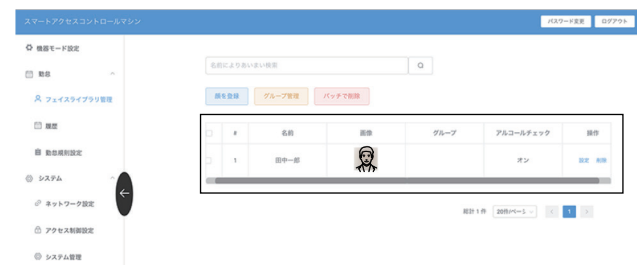 スマートアクセスコントロールマシン
パスワード変更 ログアウト
機器モード設定
勤怠
フェイスライブラリ管理
履歴
勤怠規則設定
システム
ネットワーク設定
アクセス制御設定
システム管理
名前によりあいまい検索
顔を登録 グループ管理 バッチで削除
# 名前 画像 グループ アルコールチェック 操作
1 田中一郎 オン 設定 削除
総計 1 件 20件/ページ < 1 >